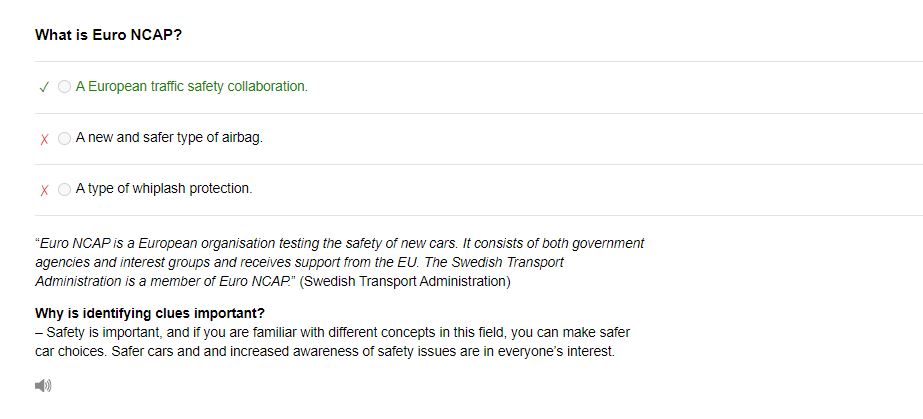 What is Euro NCAP?
✓ A European traffic safety collaboration.
X A new and safer type of airbag.
X A type of whiplash protection.
“Euro NCAP is a European organisation testing the safety of new cars. It consists of both government
agencies and interest groups and receives support from the EU. The Swedish Transport
Administration is a member of Euro NCAP.” (Swedish Transport Administration)
Why is identifying clues important?
– Safety is important, and if you are familiar with different concepts in this field, you can make safer
car choices. Safer cars and and increased awareness of safety issues are in everyone’s interest.